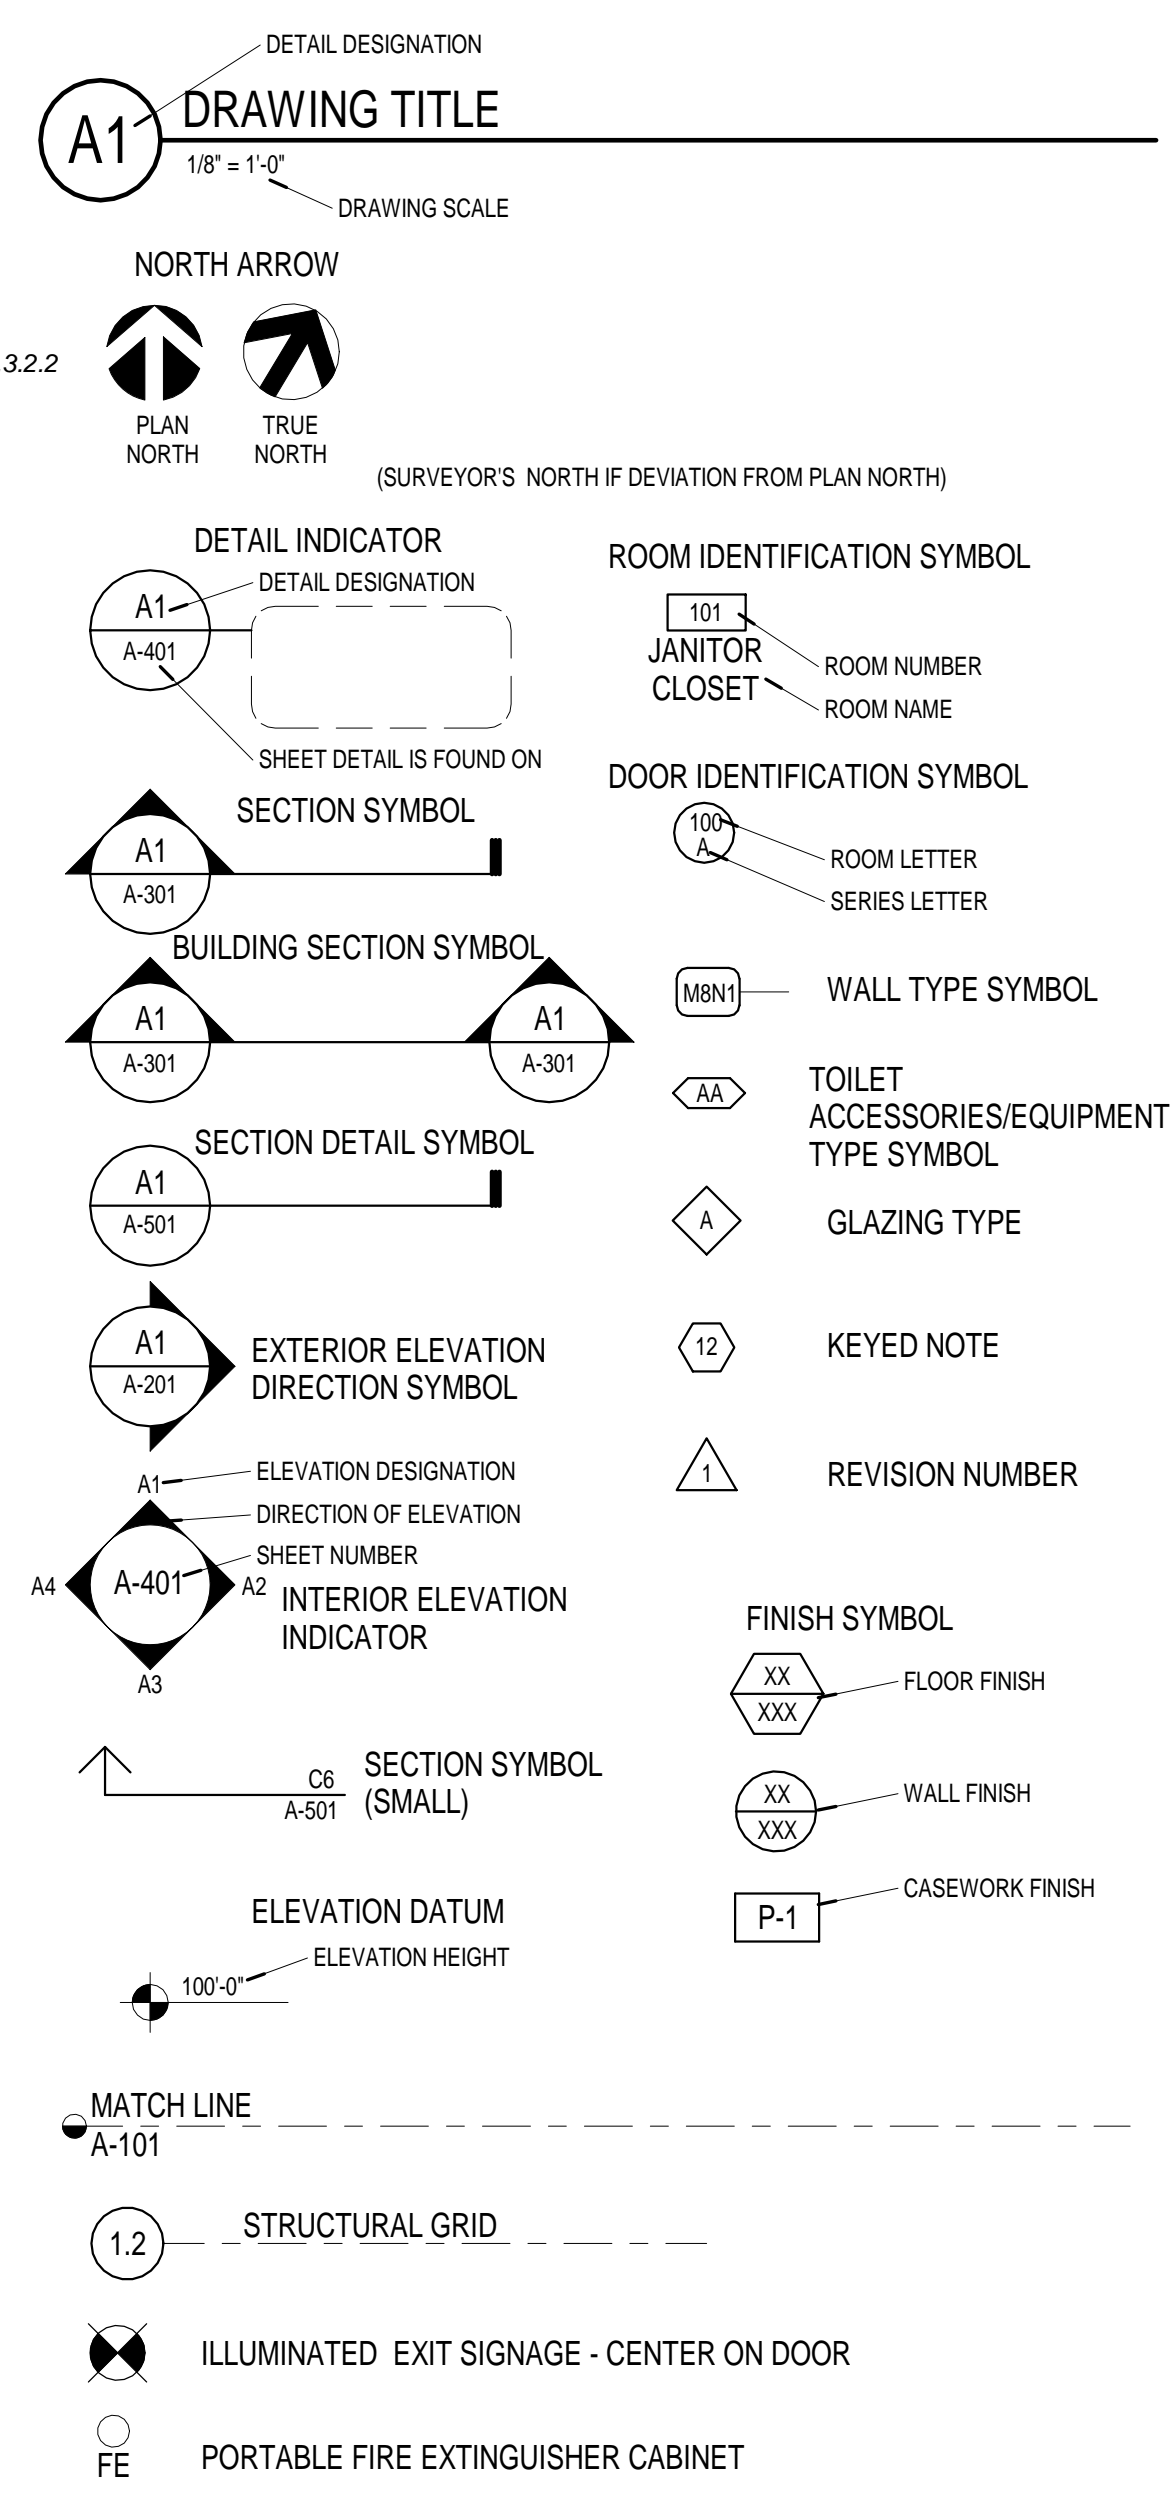 DETAIL DESIGNATION
A1
DRAWING TITLE
1/8" = 1'-0"
DRAWING SCALE
NORTH ARROW
3.2.2
PLAN
NORTH
TRUE
NORTH
(SURVEYOR'S NORTH IF DEVIATION FROM PLAN NORTH)
DETAIL INDICATOR
DETAIL DESIGNATION
A1
A-401
SHEET DETAIL IS FOUND ON
SECTION SYMBOL
A1
A-301
BUILDING SECTION SYMBOL
A1
A-301
A1
A-301
SECTION DETAIL SYMBOL
A1
A-501
A1
A-201
EXTERIOR ELEVATION
DIRECTION SYMBOL
A1
ELEVATION DESIGNATION
DIRECTION OF ELEVATION
SHEET NUMBER
A4
A-401
A2
A3
INTERIOR ELEVATION
INDICATOR
C6
A-501
SECTION SYMBOL
(SMALL)
ELEVATION DATUM
ELEVATION HEIGHT
100'-0"
ROOM IDENTIFICATION SYMBOL
101
JANITOR
CLOSET
ROOM NUMBER
ROOM NAME
DOOR IDENTIFICATION SYMBOL
100
A
ROOM LETTER
SERIES LETTER
M8N1
WALL TYPE SYMBOL
AA
TOILET
ACCESSORIES/EQUIPMENT
TYPE SYMBOL
A
GLAZING TYPE
12
KEYED NOTE
1
REVISION NUMBER
FINISH SYMBOL
XX
XXX
FLOOR FINISH
XX
XXX
WALL FINISH
P-1
CASEWORK FINISH
MATCH LINE
A-101
1.2
STRUCTURAL GRID
ILLUMINATED EXIT SIGNAGE - CENTER ON DOOR
FE
PORTABLE FIRE EXTINGUISHER CABINET